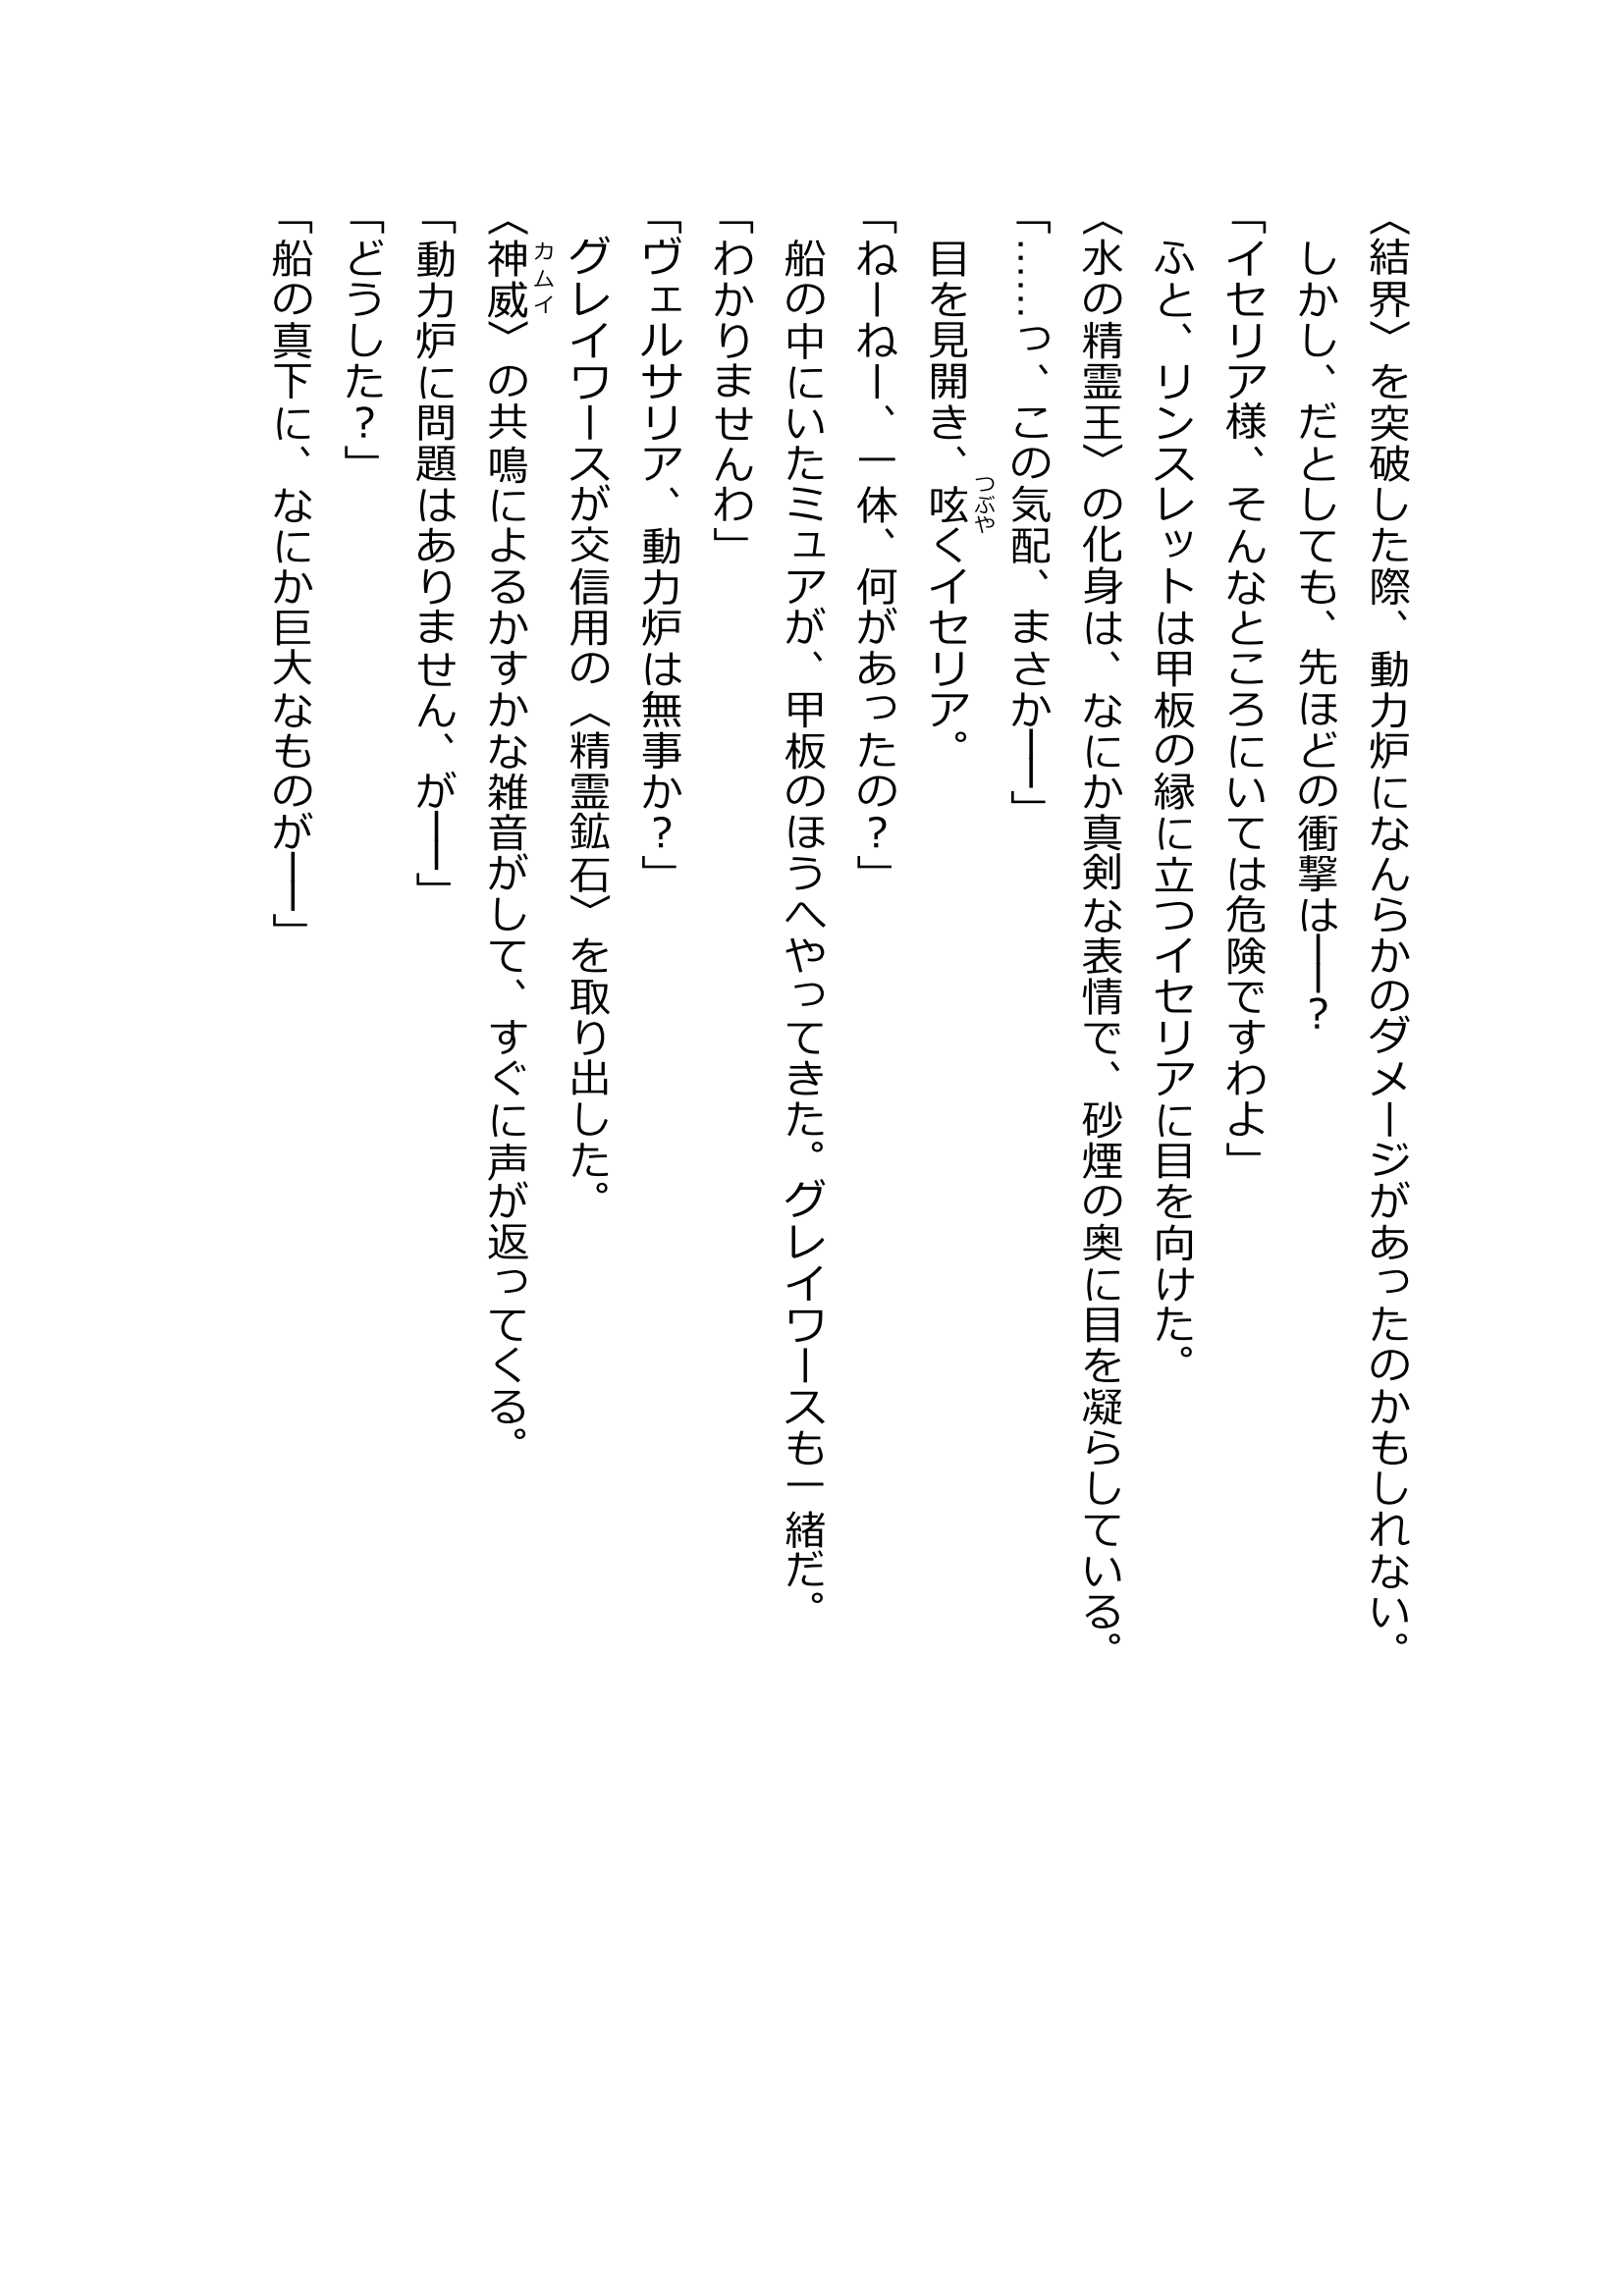 〈結界〉を突破した際、動力炉になんらかのダメージがあったのかもしれない。
しかし、だとしても、先ほどの衝撃は――?
「イセリア様、そんなところにいては危険ですわよ」
ふと、リンスレットは甲板の縁に立つイセリアに目を向けた。
〈水の精霊王〉の化身は、なにか真剣な表情で、砂煙の奥に目を凝らしている。
「……っ、この気配、まさか――」
目を見開き、呟くイセリア。
つぶや
「ねーねー、一体、何があったの?」
船の中にいたミュアが、甲板のほうへやってきた。グレイワースも一緒だ。
「わかりませんわ」
「ヴェルサリア、動力炉は無事か?」
グレイワースが交信用の〈精霊鉱石〉を取り出した。
〈神威〉の共鳴によるかすかな雑音がして、すぐに声が返ってくる。
カムイ
「動力炉に問題はありません、が――」
「どうした?」
「船の真下に、なにか巨大なものが――」